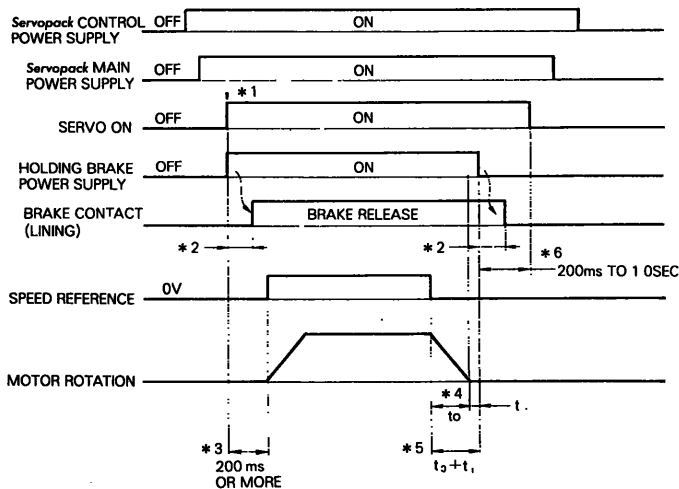 Servopack CONTROL OFF ON
POWER SUPPLY
Servopack MAIN OFF ON
POWER SUPPLY
*1
SERVO ON OFF ON
HOLDING BRAKE OFF ON
POWER SUPPLY
BRAKE CONTACT BRAKE RELEASE
(LINING)
*2 *2 *6
200ms TO 1 0SEC
SPEED REFERENCE 0V
MOTOR ROTATION
*4
to t .
*3 *5
200 ms t₀+t₁
OR MORE